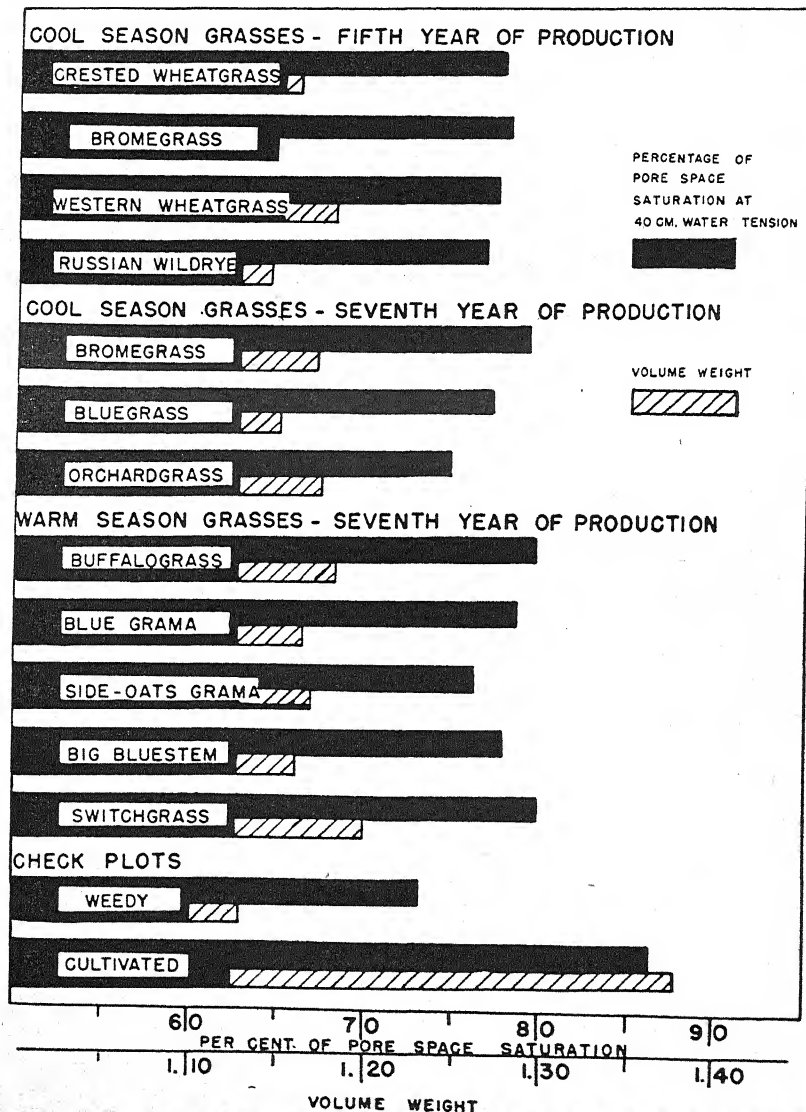 COOL SEASON GRASSES - FIFTH YEAR OF PRODUCTION
CRESTED WHEATGRASS
BROMEGRASS
WESTERN WHEATGRASS
RUSSIAN WILDRYE
PERCENTAGE OF
PORE SPACE
SATURATION AT
40 CM. WATER TENSION
COOL SEASON GRASSES - SEVENTH YEAR OF PRODUCTION
BROMEGRASS
BLUEGRASS
ORCHARDGRASS
VOLUME WEIGHT
WARM SEASON GRASSES - SEVENTH YEAR OF PRODUCTION
BUFFALOGRASS
BLUE GRAMA
SIDE-OATS GRAMA
BIG BLUESTEM
SWITCHGRASS
CHECK PLOTS
WEEDY
CULTIVATED
60 70 80 90
PER CENT. OF PORE SPACE SATURATION
1.10 1.20 1.30 1.40
VOLUME WEIGHT